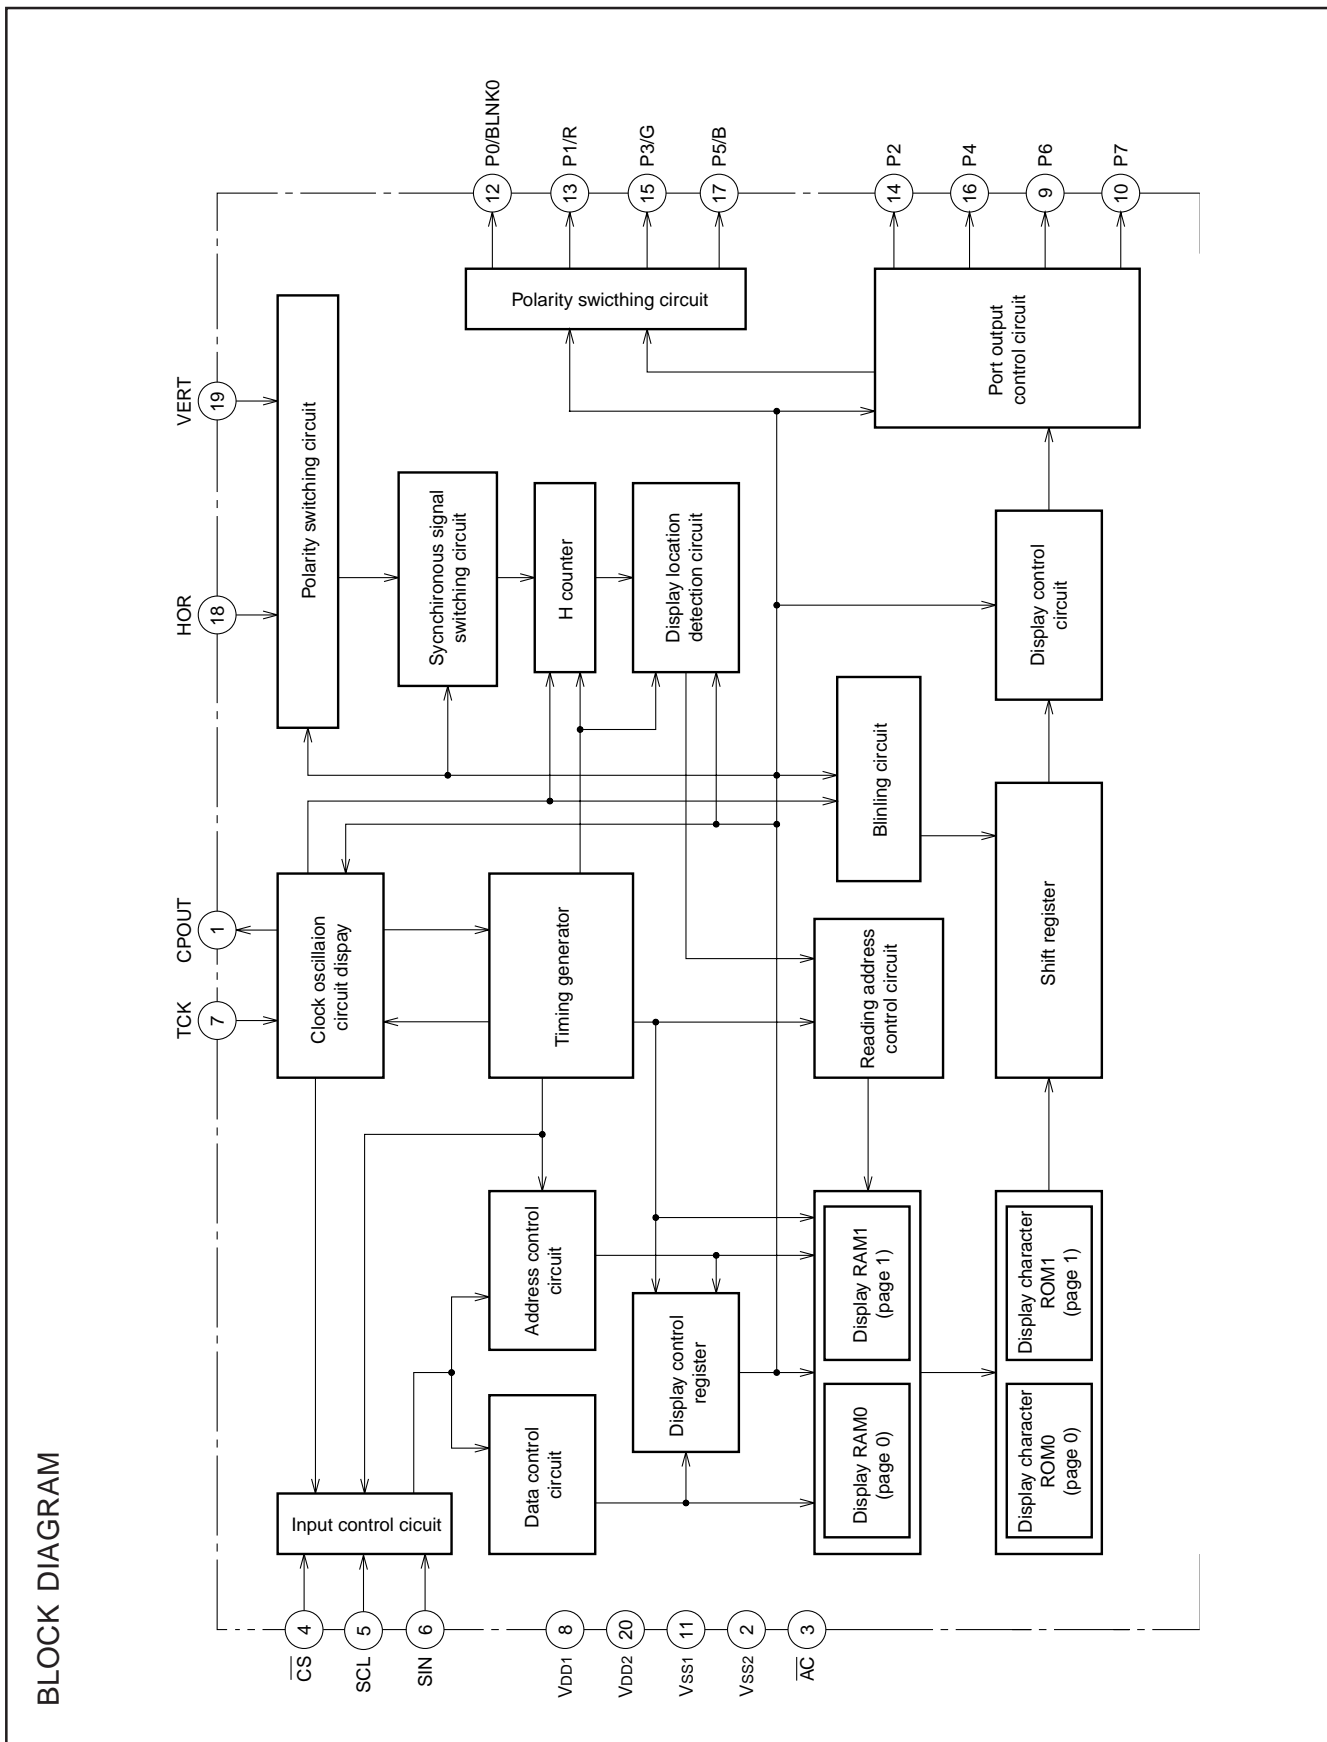 BLOCK DIAGRAM
TCK
7
CPOUT
1
HOR
18
VERT
19
CS
4
SCL
5
SIN
6
VDD1
8
VDD2
20
VSS1
11
VSS2
2
AC
3
Input control cicuit
Clock oscillaion
circuit dispay
Polarity switching circuit
Data control
circuit
Address control
circuit
Timing generator
Sycnchironous signal
switching circuit
H counter
Display control
register
Display location
detection circuit
Polarity swicthing circuit
Display RAM0
(page 0)
Display RAM1
(page 1)
Reading address
control circuit
Blinling circuit
Display character
ROM0
(page 0)
Display character
ROM1
(page 1)
Shift register
Display control
circuit
Port output
control circuit
12
P0/BLNK0
13
P1/R
15
P3/G
17
P5/B
14
P2
16
P4
9
P6
10
P7